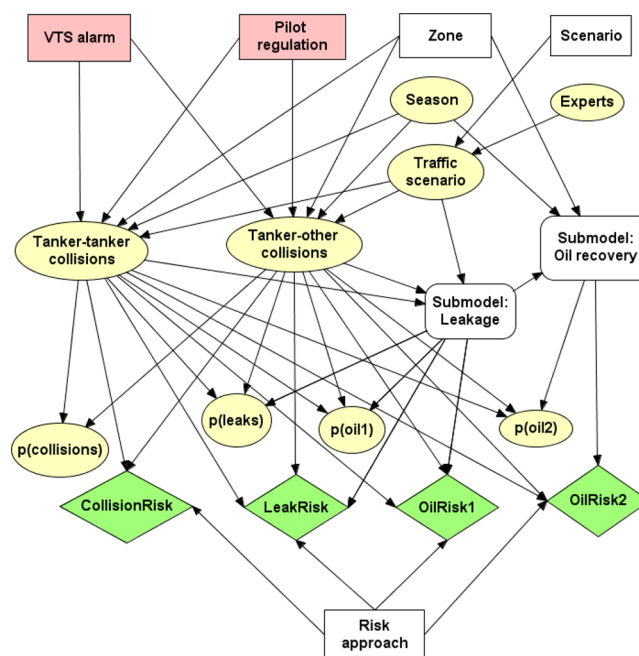 VTS alarm
Pilot
regulation
Zone
Scenario
Season
Experts
Traffic
scenario
Tanker-tanker
collisions
Tanker-other
collisions
Submodel:
Oil recovery
Submodel:
Leakage
p(collisions)
p(leaks)
p(oil1)
p(oil2)
CollisionRisk
LeakRisk
OilRisk1
OilRisk2
Risk
approach